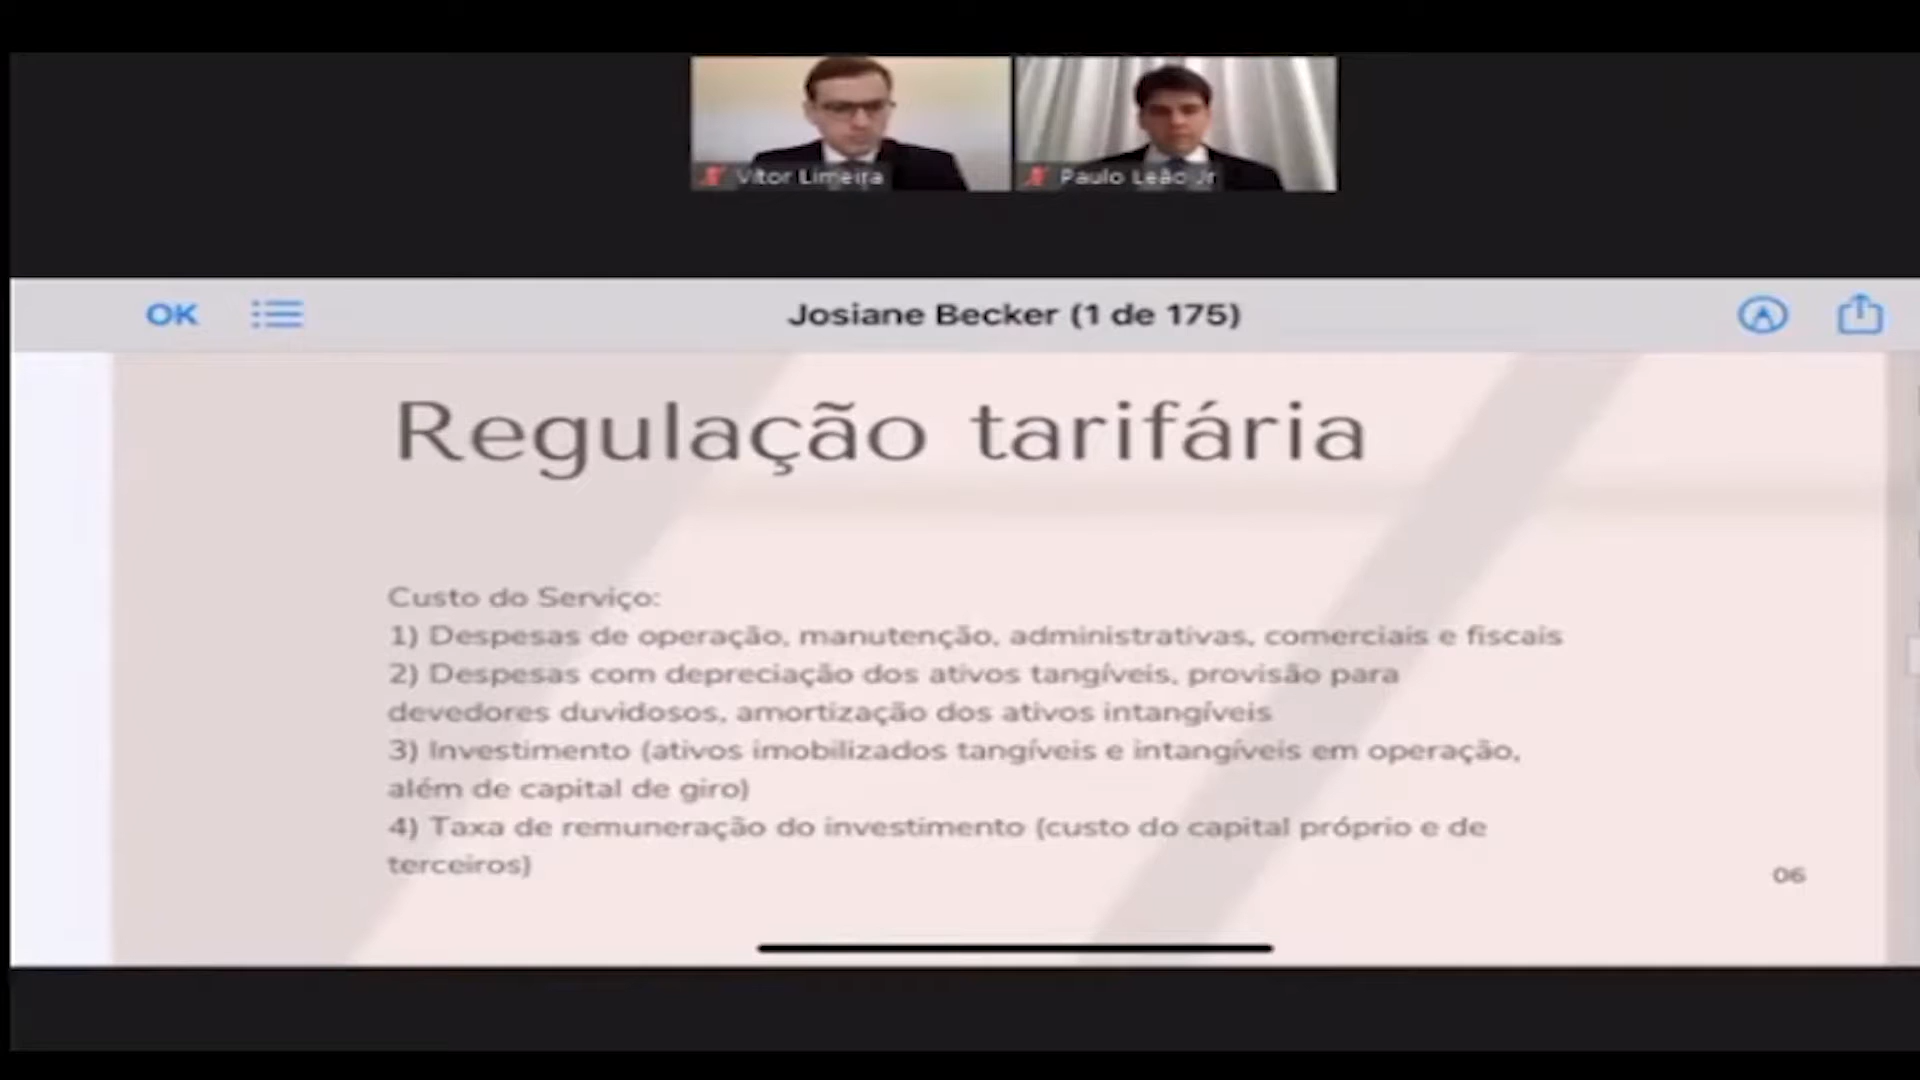 Vítor Limeira
Paulo Leão Jr
OK
Josiane Becker (1 de 175)
Regulação tarifária
Custo do Serviço:
1) Despesas de operação, manutenção, administrativas, comerciais e fiscais
2) Despesas com depreciação dos ativos tangíveis, provisão para
devedores duvidosos, amortização dos ativos intangíveis
3) Investimento (ativos imobilizados tangíveis e intangíveis em operação,
além de capital de giro)
4) Taxa de remuneração do investimento (custo do capital próprio e de
terceiros)
06